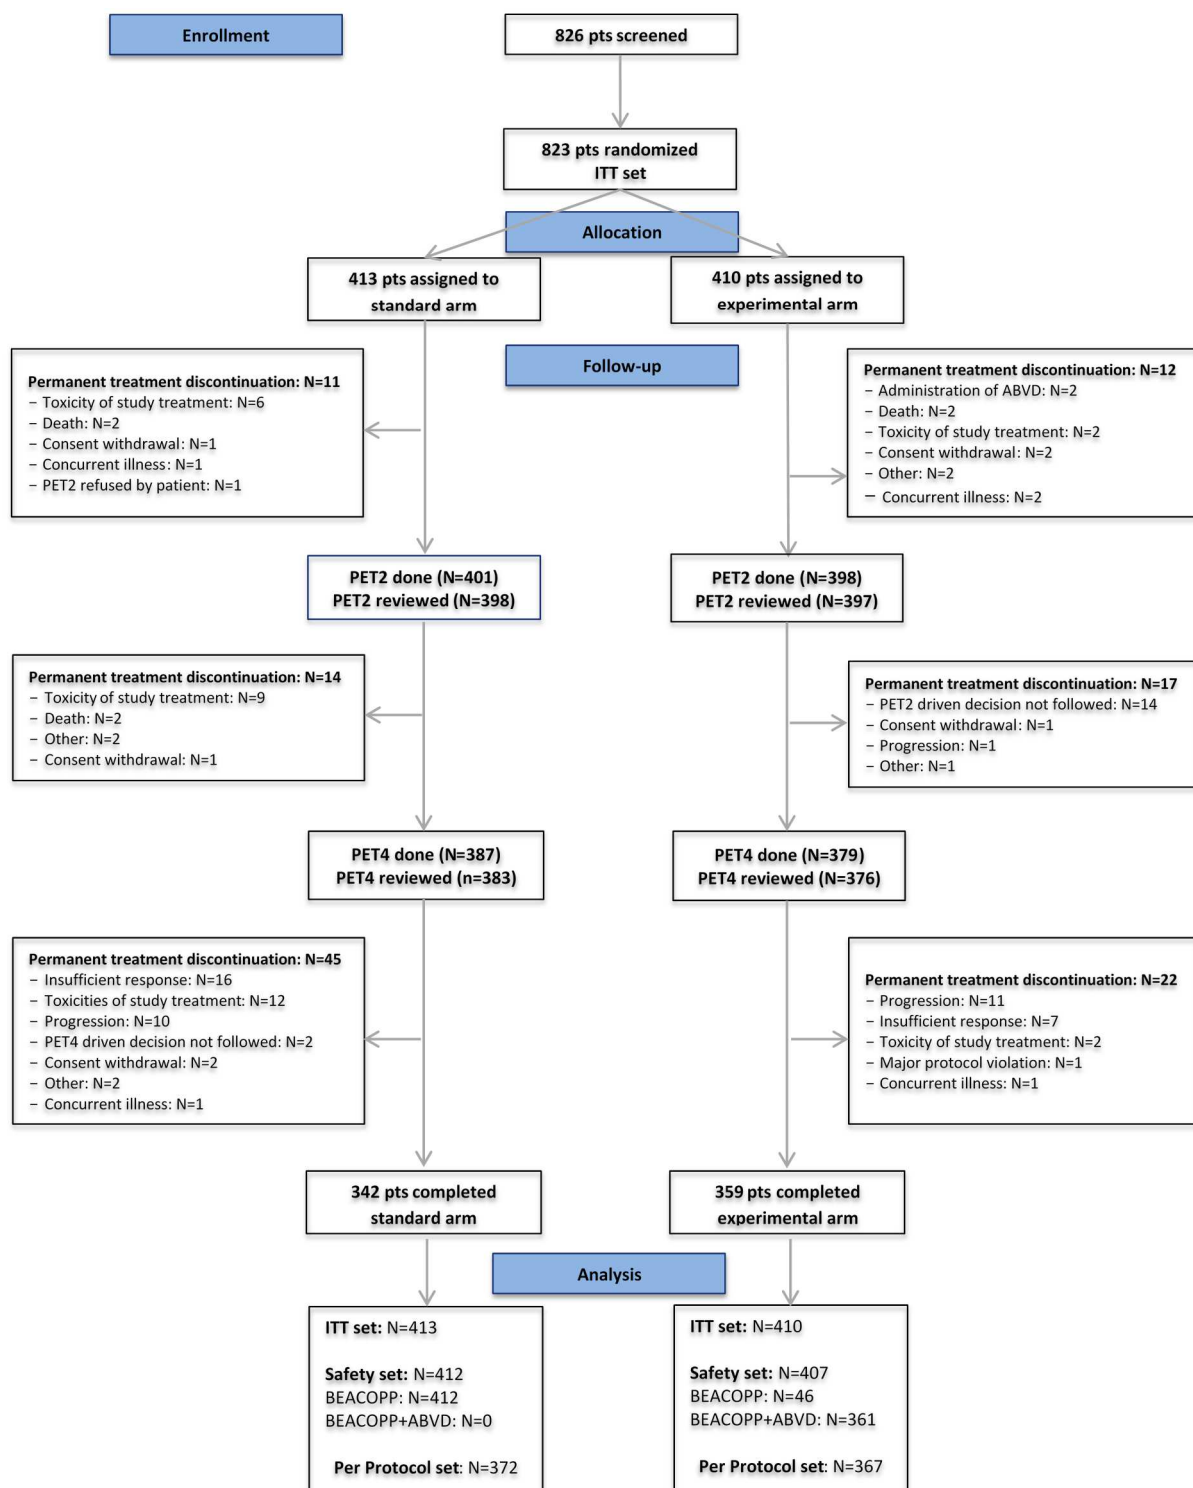 Enrollment
826 pts screened
823 pts randomized
ITT set
Allocation
413 pts assigned to
standard arm
410 pts assigned to
experimental arm
Follow-up
Permanent treatment discontinuation: N=11
– Toxicity of study treatment: N=6
– Death: N=2
– Consent withdrawal: N=1
– Concurrent illness: N=1
– PET2 refused by patient: N=1
Permanent treatment discontinuation: N=12
– Administration of ABVD: N=2
– Death: N=2
– Toxicity of study treatment: N=2
– Consent withdrawal: N=2
– Other: N=2
– Concurrent illness: N=2
PET2 done (N=401)
PET2 reviewed (N=398)
PET2 done (N=398)
PET2 reviewed (N=397)
Permanent treatment discontinuation: N=14
– Toxicity of study treatment: N=9
– Death: N=2
– Other: N=2
– Consent withdrawal: N=1
Permanent treatment discontinuation: N=17
– PET2 driven decision not followed: N=14
– Consent withdrawal: N=1
– Progression: N=1
– Other: N=1
PET4 done (N=387)
PET4 reviewed (n=383)
PET4 done (N=379)
PET4 reviewed (N=376)
Permanent treatment discontinuation: N=45
– Insufficient response: N=16
– Toxicities of study treatment: N=12
– Progression: N=10
– PET4 driven decision not followed: N=2
– Consent withdrawal: N=2
– Other: N=2
– Concurrent illness: N=1
Permanent treatment discontinuation: N=22
– Progression: N=11
– Insufficient response: N=7
– Toxicity of study treatment: N=2
– Major protocol violation: N=1
– Concurrent illness: N=1
342 pts completed
standard arm
359 pts completed
experimental arm
Analysis
ITT set: N=413
Safety set: N=412
BEACOPP: N=412
BEACOPP+ABVD: N=0
Per Protocol set: N=372
ITT set: N=410
Safety set: N=407
BEACOPP: N=46
BEACOPP+ABVD: N=361
Per Protocol set: N=367